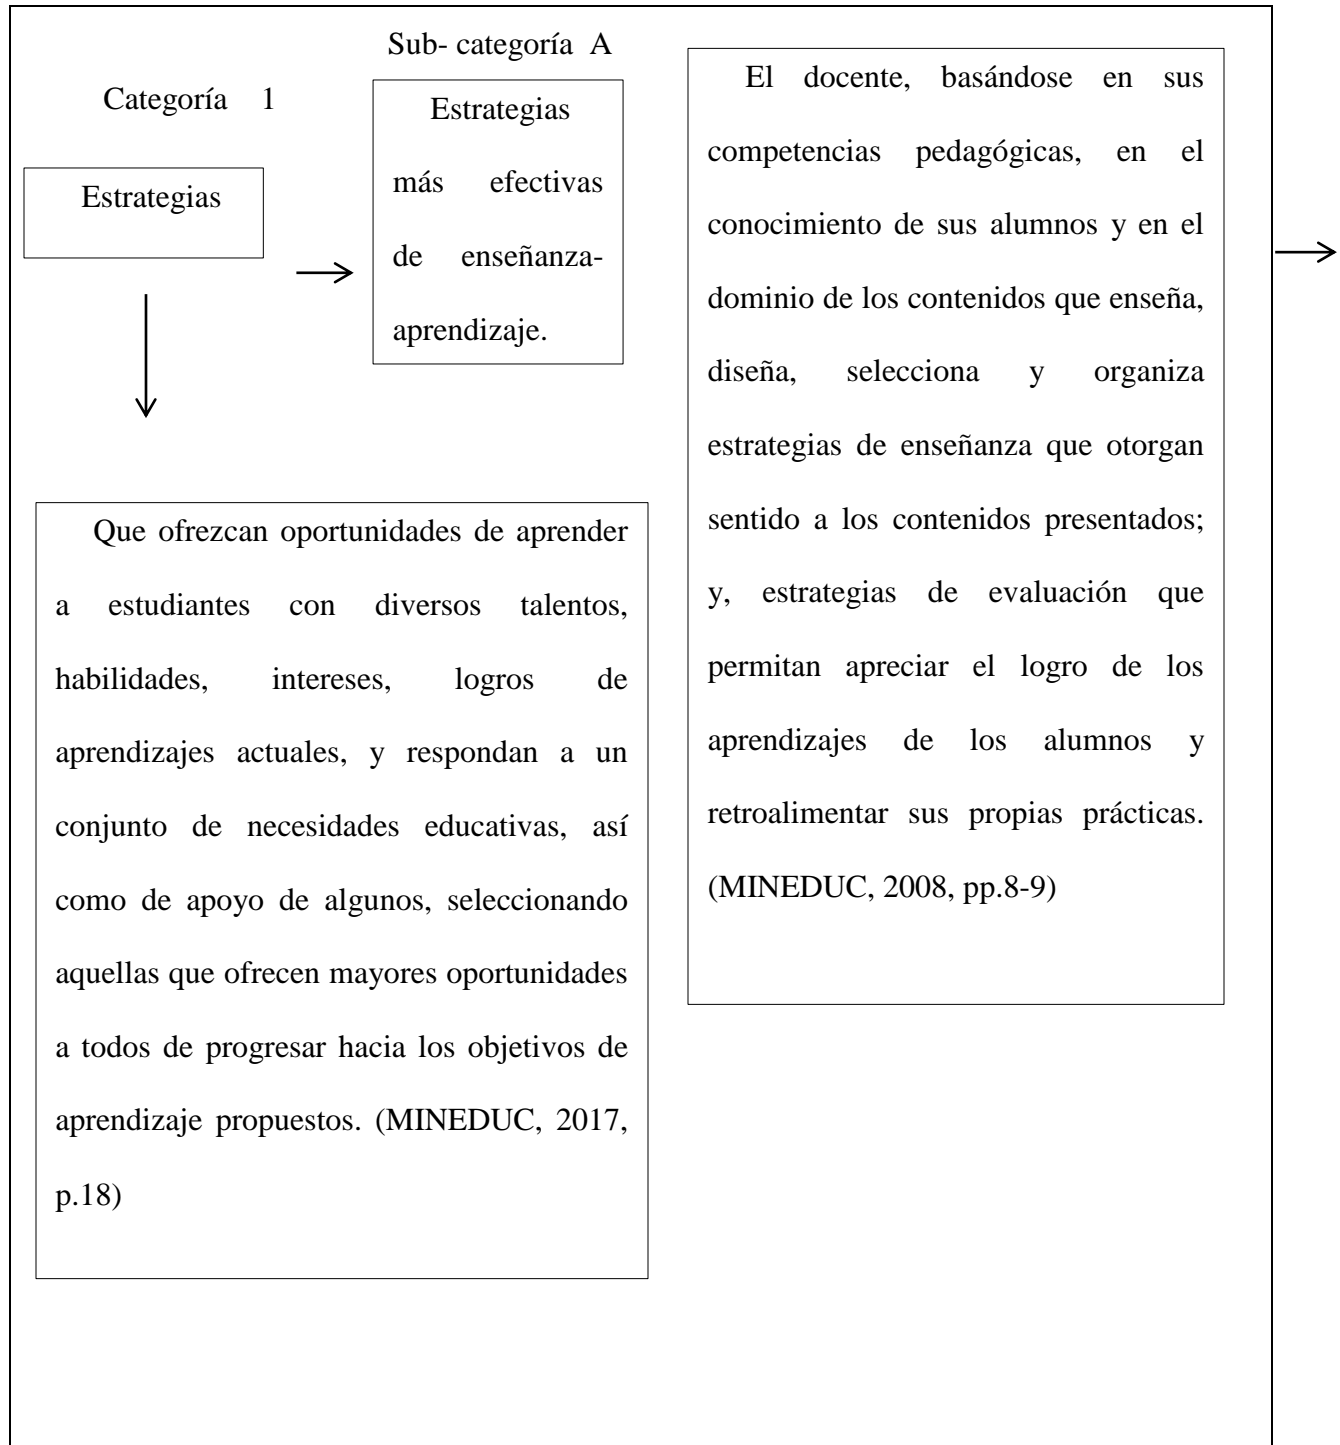 Categoría 1
Estrategias
Sub- categoría A
Estrategias
más efectivas
de enseñanza-
aprendizaje.
Que ofrezcan oportunidades de aprender
a estudiantes con diversos talentos,
habilidades, intereses, logros de
aprendizajes actuales, y respondan a un
conjunto de necesidades educativas, así
como de apoyo de algunos, seleccionando
aquellas que ofrecen mayores oportunidades
a todos de progresar hacia los objetivos de
aprendizaje propuestos. (MINEDUC, 2017,
p.18)
El docente, basándose en sus
competencias pedagógicas, en el
conocimiento de sus alumnos y en el
dominio de los contenidos que enseña,
diseña, selecciona y organiza
estrategias de enseñanza que otorgan
sentido a los contenidos presentados;
y, estrategias de evaluación que
permitan apreciar el logro de los
aprendizajes de los alumnos y
retroalimentar sus propias prácticas.
(MINEDUC, 2008, pp.8-9)